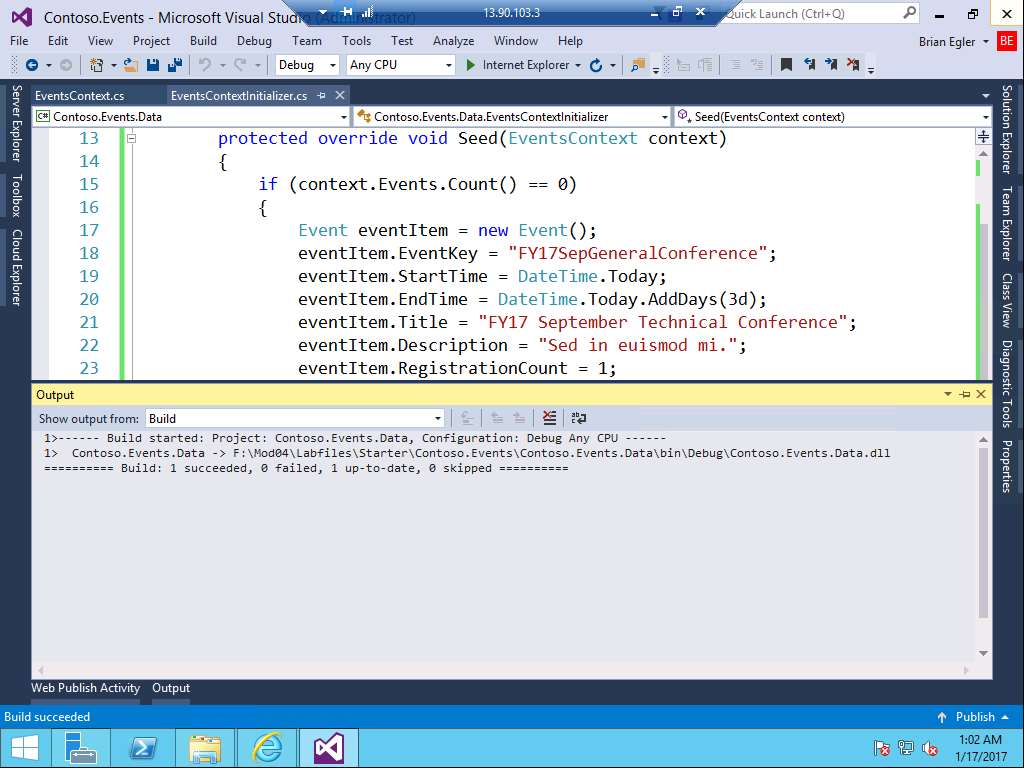 Contoso.Events - Microsoft Visual Studio (Administrator)
13.90.103.3
Quick Launch (Ctrl+Q)
File Edit View Project Build Debug Team Tools Test Analyze Window Help
Brian Egler BE
Debug Any CPU Internet Explorer
EventsContext.cs EventsContextInitializer.cs
C# Contoso.Events.Data Contoso.Events.Data.EventsContextInitializer Seed(EventsContext context)
Server Explorer
Toolbox
Cloud Explorer
13 protected override void Seed(EventsContext context)
14 {
15 if (context.Events.Count() == 0)
16 {
17 Event eventItem = new Event();
18 eventItem.EventKey = "FY17SepGeneralConference";
19 eventItem.StartTime = DateTime.Today;
20 eventItem.EndTime = DateTime.Today.AddDays(3d);
21 eventItem.Title = "FY17 September Technical Conference";
22 eventItem.Description = "Sed in euismod mi.";
23 eventItem.RegistrationCount = 1;
Solution Explorer
Team Explorer
Class View
Diagnostic Tools
Properties
Output
Show output from: Build
1>------ Build started: Project: Contoso.Events.Data, Configuration: Debug Any CPU ------
1> Contoso.Events.Data -> F:\Mod04\Labfiles\Starter\Contoso.Events\Contoso.Events.Data\bin\Debug\Contoso.Events.Data.dll
========== Build: 1 succeeded, 0 failed, 1 up-to-date, 0 skipped ==========
Web Publish Activity Output
Build succeeded
Publish
1:02 AM
1/17/2017